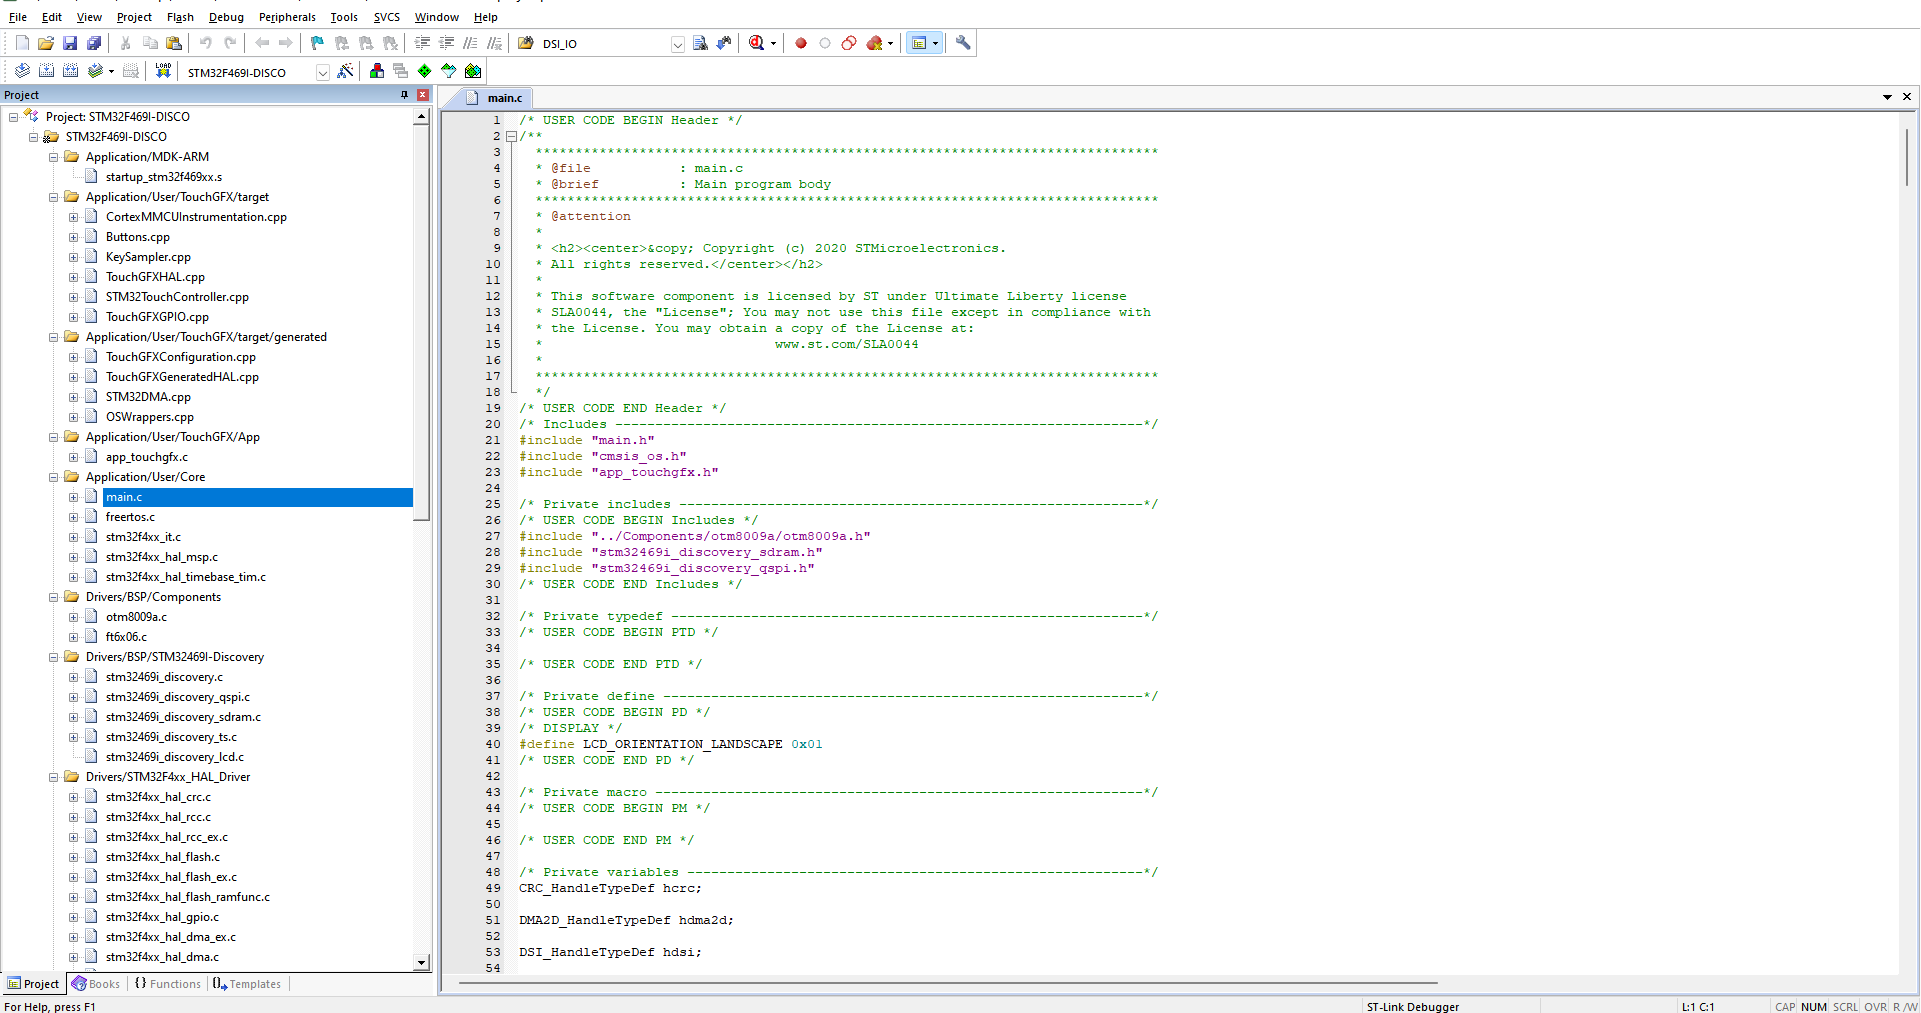 File Edit View Project Flash Debug Peripherals Tools SVCS Window Help
DSI_IO
LOAD STM32F469I-DISCO
Project
Project: STM32F469I-DISCO
STM32F469I-DISCO
Application/MDK-ARM
startup_stm32f469xx.s
Application/User/TouchGFX/target
CortexMMCUInstrumentation.cpp
Buttons.cpp
KeySampler.cpp
TouchGFXHAL.cpp
STM32TouchController.cpp
TouchGFXGPIO.cpp
Application/User/TouchGFX/target/generated
TouchGFXConfiguration.cpp
TouchGFXGeneratedHAL.cpp
STM32DMA.cpp
OSWrappers.cpp
Application/User/TouchGFX/App
app_touchgfx.c
Application/User/Core
main.c
freertos.c
stm32f4xx_it.c
stm32f4xx_hal_msp.c
stm32f4xx_hal_timebase_tim.c
Drivers/BSP/Components
otm8009a.c
ft6x06.c
Drivers/BSP/STM32469I-Discovery
stm32469i_discovery.c
stm32469i_discovery_qspi.c
stm32469i_discovery_sdram.c
stm32469i_discovery_ts.c
stm32469i_discovery_lcd.c
Drivers/STM32F4xx_HAL_Driver
stm32f4xx_hal_crc.c
stm32f4xx_hal_rcc.c
stm32f4xx_hal_rcc_ex.c
stm32f4xx_hal_flash.c
stm32f4xx_hal_flash_ex.c
stm32f4xx_hal_flash_ramfunc.c
stm32f4xx_hal_gpio.c
stm32f4xx_hal_dma_ex.c
stm32f4xx_hal_dma.c
Project Books {} Functions Templates
main.c
1 /* USER CODE BEGIN Header */
2 /**
3 ******************************************************************************
4 * @file : main.c
5 * @brief : Main program body
6 ******************************************************************************
7 * @attention
8 *
9 * <h2><center>&copy; Copyright (c) 2020 STMicroelectronics.
10 * All rights reserved.</center></h2>
11 *
12 * This software component is licensed by ST under Ultimate Liberty license
13 * SLA0044, the "License"; You may not use this file except in compliance with
14 * the License. You may obtain a copy of the License at:
15 * www.st.com/SLA0044
16 *
17 ******************************************************************************
18 */
19 /* USER CODE END Header */
20 /* Includes ------------------------------------------------------------------*/
21 #include "main.h"
22 #include "cmsis_os.h"
23 #include "app_touchgfx.h"
24
25 /* Private includes ----------------------------------------------------------*/
26 /* USER CODE BEGIN Includes */
27 #include "../Components/otm8009a/otm8009a.h"
28 #include "stm32469i_discovery_sdram.h"
29 #include "stm32469i_discovery_qspi.h"
30 /* USER CODE END Includes */
31
32 /* Private typedef -----------------------------------------------------------*/
33 /* USER CODE BEGIN PTD */
34
35 /* USER CODE END PTD */
36
37 /* Private define ------------------------------------------------------------*/
38 /* USER CODE BEGIN PD */
39 /* DISPLAY */
40 #define LCD_ORIENTATION_LANDSCAPE 0x01
41 /* USER CODE END PD */
42
43 /* Private macro -------------------------------------------------------------*/
44 /* USER CODE BEGIN PM */
45
46 /* USER CODE END PM */
47
48 /* Private variables ---------------------------------------------------------*/
49 CRC_HandleTypeDef hcrc;
50
51 DMA2D_HandleTypeDef hdma2d;
52
53 DSI_HandleTypeDef hdsi;
54
For Help, press F1
ST-Link Debugger
L:1 C:1
CAP NUM SCRL OVR R/W